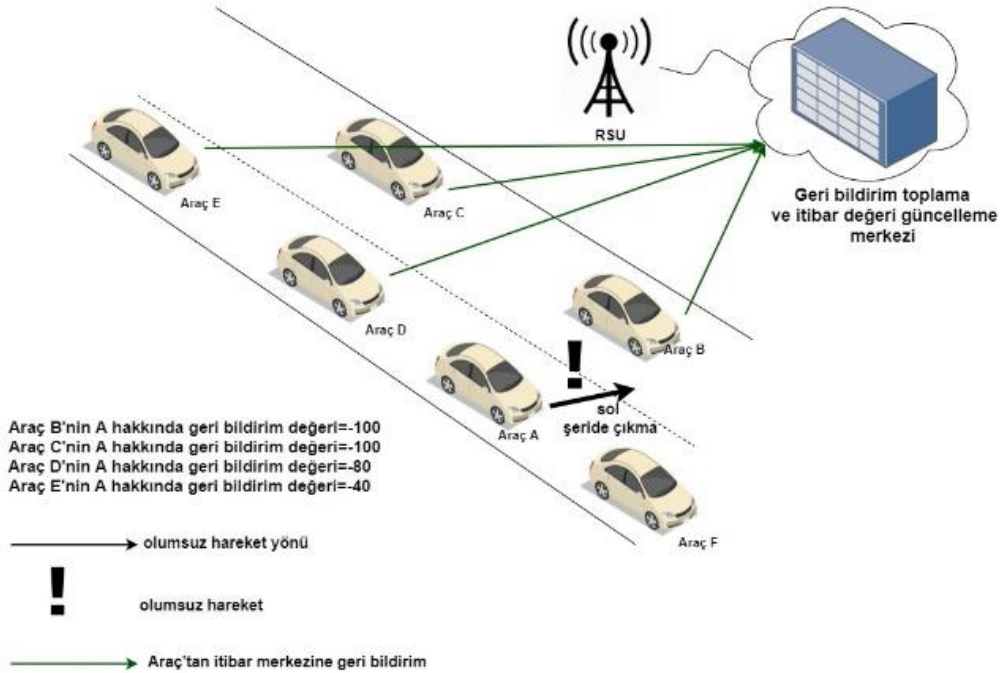 RSU
Geri bildirim toplama
ve itibar değeri güncelleme
merkezi
Araç E
Araç C
Araç D
Araç B
Araç A
sol
şeride çıkma
Araç F
Araç B'nin A hakkında geri bildirim değeri=-100
Araç C'nin A hakkında geri bildirim değeri=-100
Araç D'nin A hakkında geri bildirim değeri=-80
Araç E'nin A hakkında geri bildirim değeri=-40
olumsuz hareket yönü
!
olumsuz hareket
!
Araç'tan itibar merkezine geri bildirim